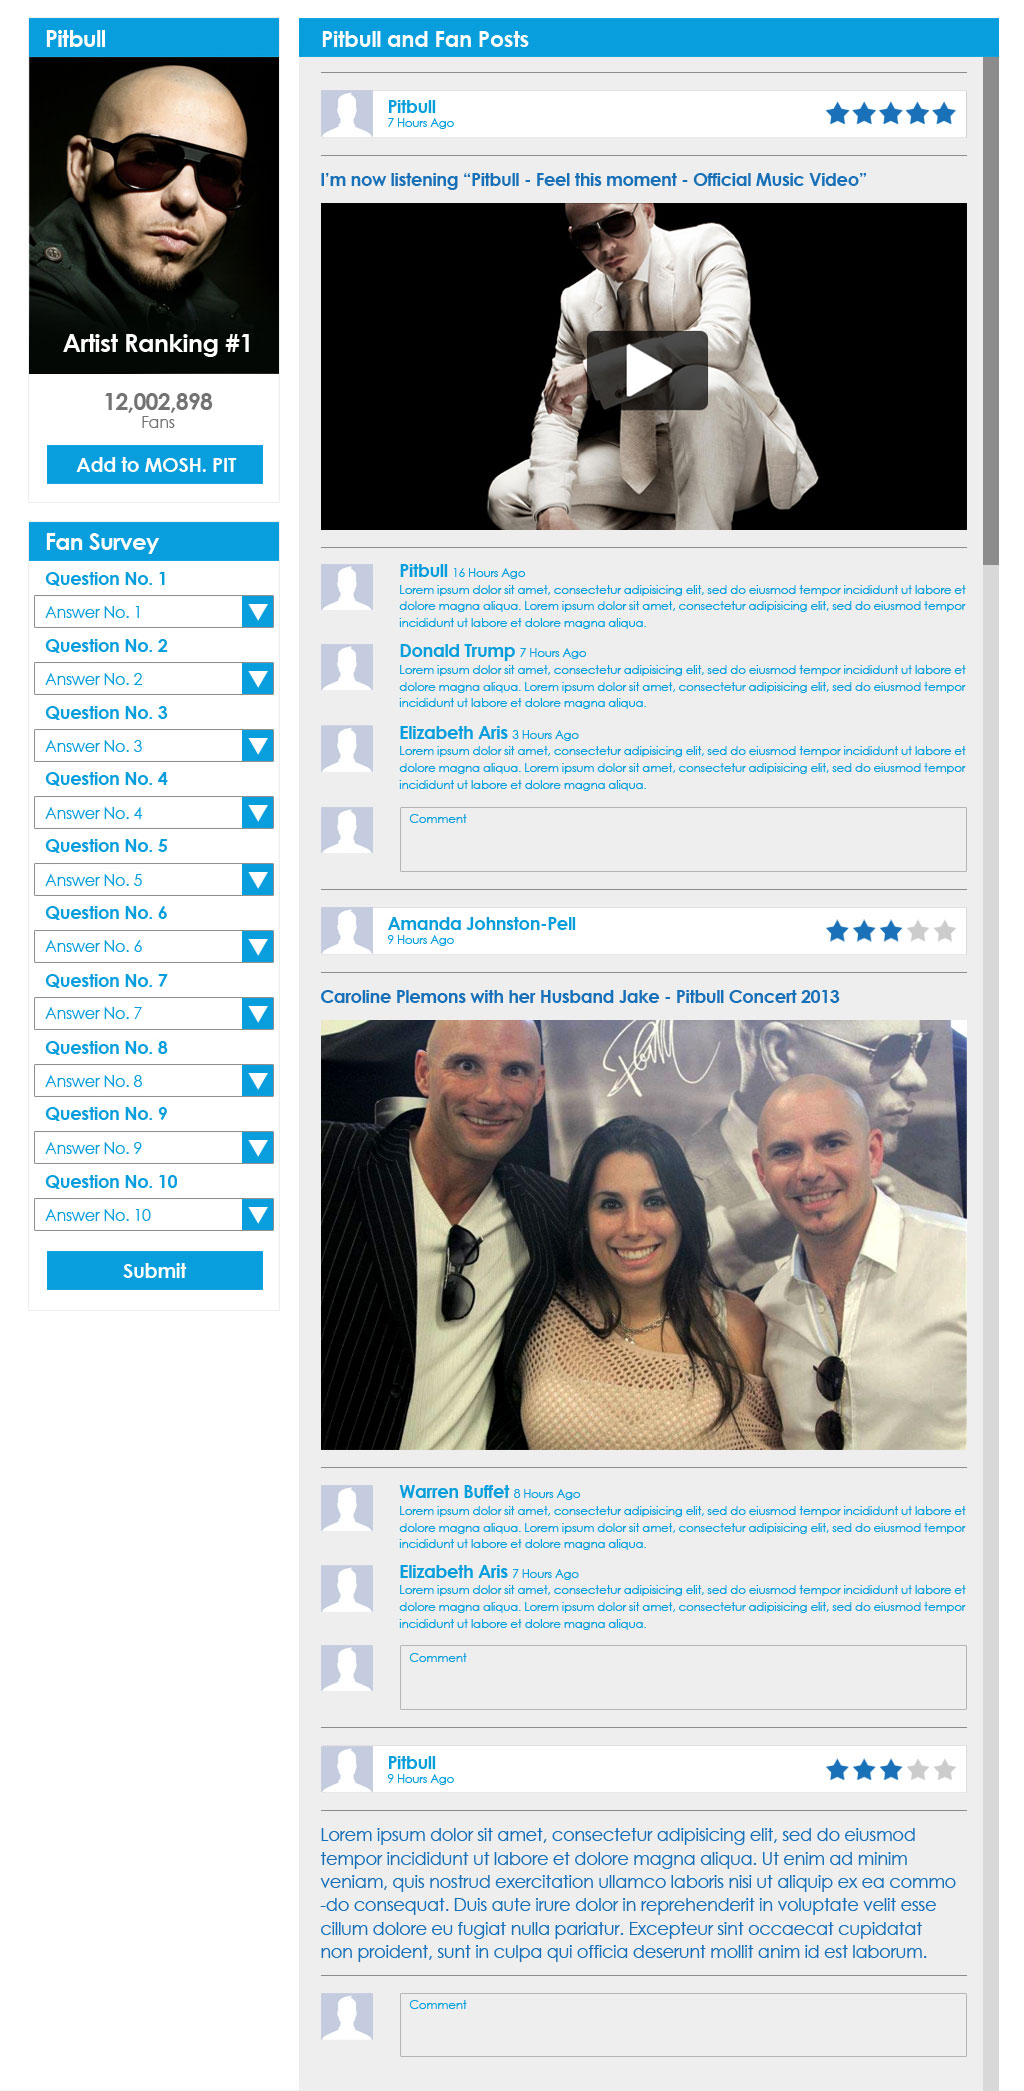 Pitbull
Artist Ranking #1
12,002,898
Fans
Add to MOSH. PIT
Fan Survey
Question No. 1
Answer No. 1
Question No. 2
Answer No. 2
Question No. 3
Answer No. 3
Question No. 4
Answer No. 4
Question No. 5
Answer No. 5
Question No. 6
Answer No. 6
Question No. 7
Answer No. 7
Question No. 8
Answer No. 8
Question No. 9
Answer No. 9
Question No. 10
Answer No. 10
Submit
Pitbull and Fan Posts
Pitbull
7 Hours Ago
I'm now listening “Pitbull - Feel this moment - Official Music Video”
Pitbull 16 Hours Ago
Lorem ipsum dolor sit amet, consectetur adipisicing elit, sed do eiusmod tempor incididunt ut labore et
dolore magna aliqua. Lorem ipsum dolor sit amet, consectetur adipisicing elit, sed do eiusmod tempor
incididunt ut labore et dolore magna aliqua.
Donald Trump 7 Hours Ago
Lorem ipsum dolor sit amet, consectetur adipisicing elit, sed do eiusmod tempor incididunt ut labore et
dolore magna aliqua. Lorem ipsum dolor sit amet, consectetur adipisicing elit, sed do eiusmod tempor
incididunt ut labore et dolore magna aliqua.
Elizabeth Aris 3 Hours Ago
Lorem ipsum dolor sit amet, consectetur adipisicing elit, sed do eiusmod tempor incididunt ut labore et
dolore magna aliqua. Lorem ipsum dolor sit amet, consectetur adipisicing elit, sed do eiusmod tempor
incididunt ut labore et dolore magna aliqua.
Comment
Amanda Johnston-Pell
9 Hours Ago
Caroline Plemons with her Husband Jake - Pitbull Concert 2013
Warren Buffet 8 Hours Ago
Lorem ipsum dolor sit amet, consectetur adipisicing elit, sed do eiusmod tempor incididunt ut labore et
dolore magna aliqua. Lorem ipsum dolor sit amet, consectetur adipisicing elit, sed do eiusmod tempor
incididunt ut labore et dolore magna aliqua.
Elizabeth Aris 7 Hours Ago
Lorem ipsum dolor sit amet, consectetur adipisicing elit, sed do eiusmod tempor incididunt ut labore et
dolore magna aliqua. Lorem ipsum dolor sit amet, consectetur adipisicing elit, sed do eiusmod tempor
incididunt ut labore et dolore magna aliqua.
Comment
Pitbull
9 Hours Ago
Lorem ipsum dolor sit amet, consectetur adipisicing elit, sed do eiusmod
tempor incididunt ut labore et dolore magna aliqua. Ut enim ad minim
veniam, quis nostrud exercitation ullamco laboris nisi ut aliquip ex ea commo
-do consequat. Duis aute irure dolor in reprehenderit in voluptate velit esse
cillum dolore eu fugiat nulla pariatur. Excepteur sint occaecat cupidatat
non proident, sunt in culpa qui officia deserunt mollit anim id est laborum.
Comment